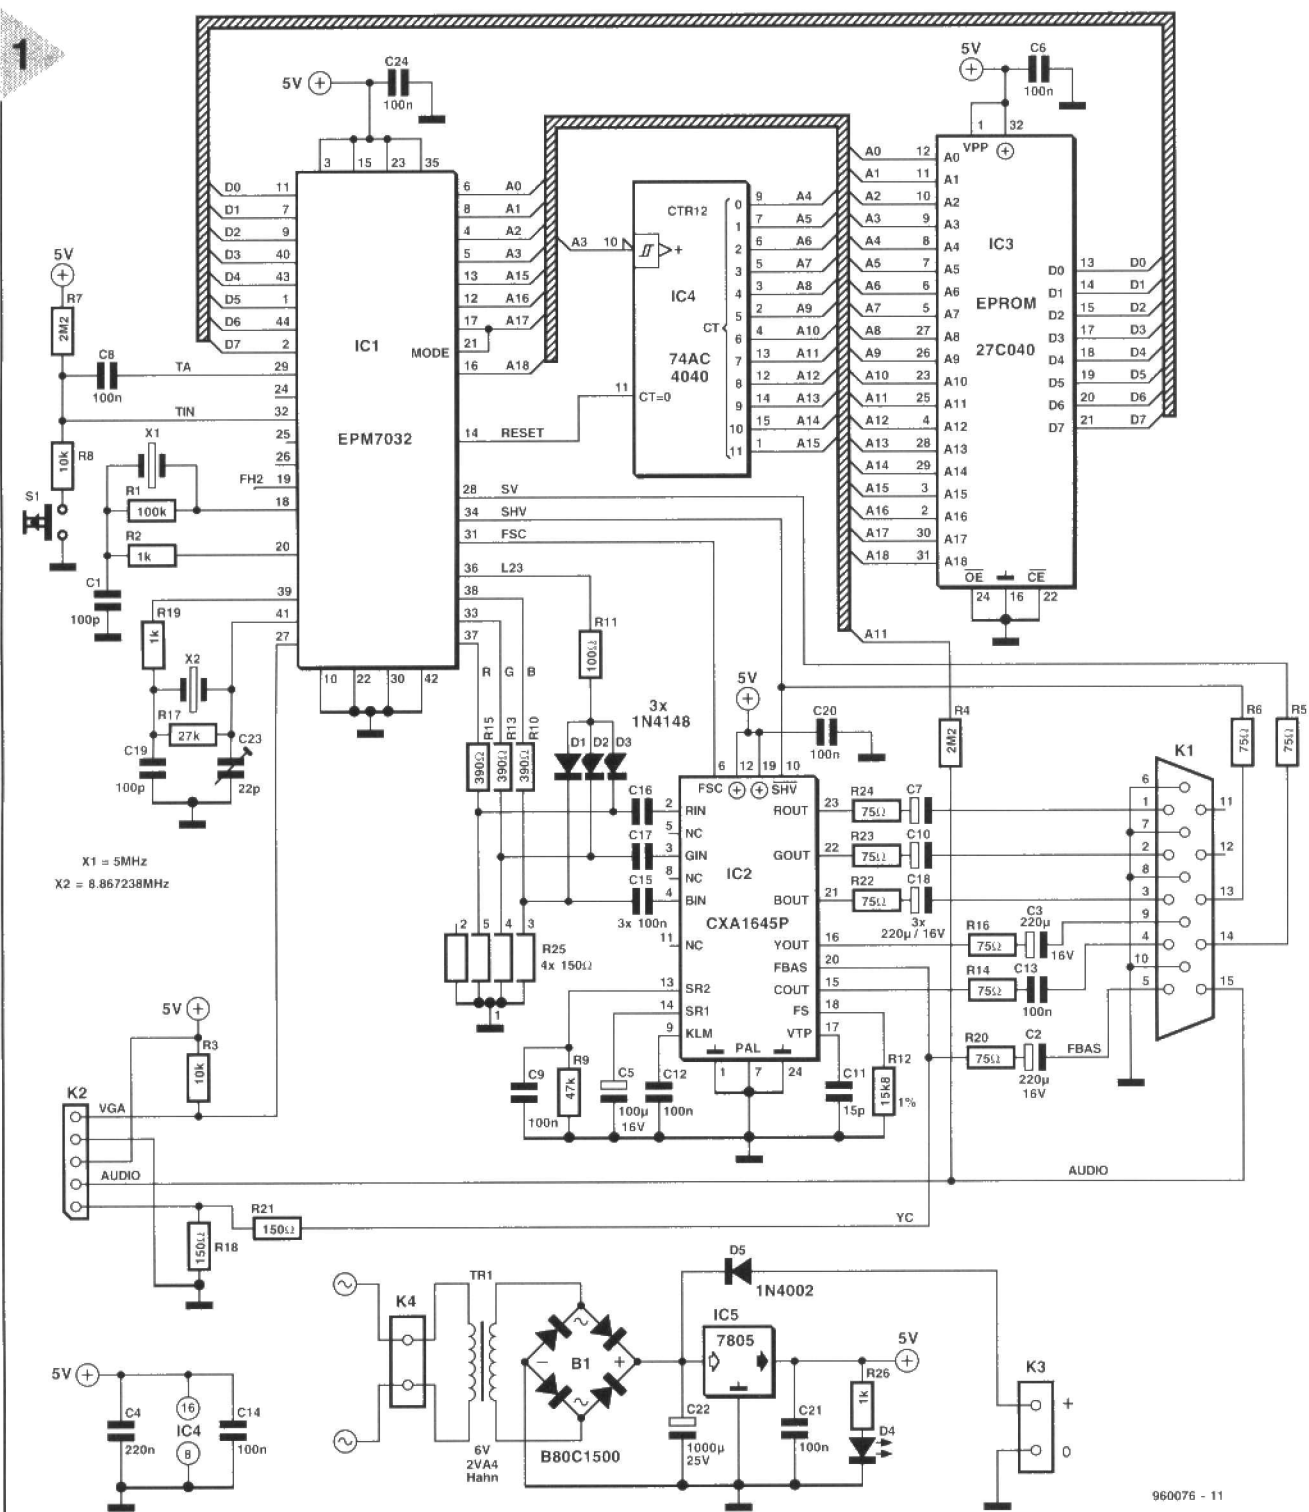 1
5V
C24
100n
3 15 23 35
D0 11
D1 7
D2 9
D3 40
D4 43
D5 1
D6 44
D7 2
IC1
EPM7032
MODE
6 A0
8 A1
4 A2
5 A3
13 A15
12 A16
17 A17
21
16 A18
14 RESET
28 SV
34 SHV
31 FSC
36 L23
38
33
37
TA 29
24
TIN 32
25
26
FH2 19
18
20
39
41
27
10 22 30 42
5V
R7
2M2
C8
100n
R8
10k
S1
X1
R1
100k
R2
1k
C1
100p
R19
1k
X2
R17
27k
C19
100p
C23
22p
X1 = 5MHz
X2 = 8.867238MHz
A3 10
CTR12
+
IC4
74AC
4040
11
CT=0
CT
0 9 A4
1 7 A5
2 6 A6
3 5 A7
4 3 A8
5 2 A9
6 4 A10
7 13 A11
8 12 A12
9 14 A13
10 15 A14
11 1 A15
5V
C6
100n
1 32
VPP
A0 12 A0
A1 11 A1
A2 10 A2
A3 9 A3
A4 8 A4
A5 7 A5
A6 6 A6
A7 5 A7
A8 27 A8
A9 26 A9
A10 23 A10
A11 25 A11
A12 4 A12
A13 28 A13
A14 29 A14
A15 3 A15
A16 2 A16
A17 30 A17
A18 31 A18
IC3
EPROM
27C040
D0 13 D0
D1 14 D1
D2 15 D2
D3 17 D3
D4 18 D4
D5 19 D5
D6 20 D6
D7 21 D7
OE CE
24 16 22
A11
R11
100Ω
R G B
R15
390Ω
R13
390Ω
R10
390Ω
3x
1N4148
D1 D2 D3
C16
C17
C15
3x 100n
2 5 4 3
R25
4x 150Ω
1
5V
C20
100n
6 12 19 10
FSC SHV
2 RIN
5 NC
3 GIN
8 NC
4 BIN
11 NC
13 SR2
14 SR1
9 KLM
IC2
CXA1645P
PAL
1 7 24
ROUT 23
GOUT 22
BOUT 21
YOUT 16
FBAS 20
COUT 15
FS 18
VTP 17
R24
75Ω
C7
R23
75Ω
C10
R22
75Ω
C18
3x
220µ / 16V
R16
75Ω
C3
220µ
16V
R14
75Ω
C13
100n
R20
75Ω
C2
220µ
16V
FBAS
R4
2M2
R6
75Ω
R5
75Ω
K1
6
1
7
2
8
3
9
4
10
5
11
12
13
14
15
C9
100n
R9
47k
C5
100µ
16V
C12
100n
C11
15p
R12
15k8
1%
5V
R3
10k
K2
VGA
AUDIO
AUDIO
R21
150Ω
YC
150Ω
R18
K4
TR1
6V
2VA4
Hahn
B1
−
+
B80C1500
D5
1N4002
IC5
7805
5V
C22
1000µ
25V
C21
100n
R26
1k
D4
K3
+
0
5V
C4
220n
16
IC4
8
C14
100n
960076 - 11